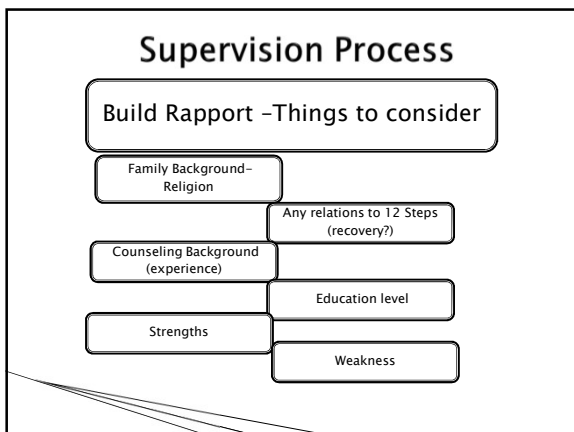 Supervision Process
Build Rapport –Things to consider
Family Background–
Religion
Any relations to 12 Steps
(recovery?)
Counseling Background
(experience)
Education level
Strengths
Weakness